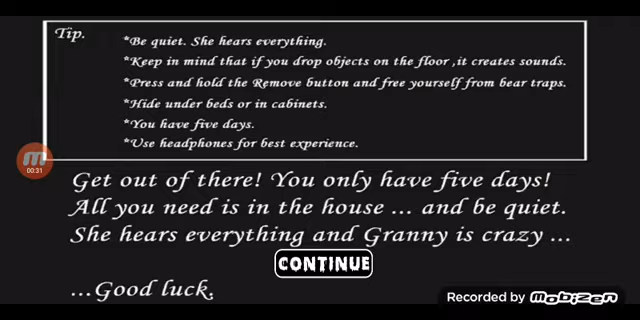 Tip.
*Be quiet. She hears everything.
*Keep in mind that if you drop objects on the floor ,it creates sounds.
*Press and hold the Remove button and free yourself from bear traps.
*Hide under beds or in cabinets.
*You have five days.
*Use headphones for best experience.
00:31
Get out of there! You only have five days!
All you need is in the house ... and be quiet.
She hears everything and Granny is crazy ...
CONTINUE
...Good luck.
Recorded by Mobizen